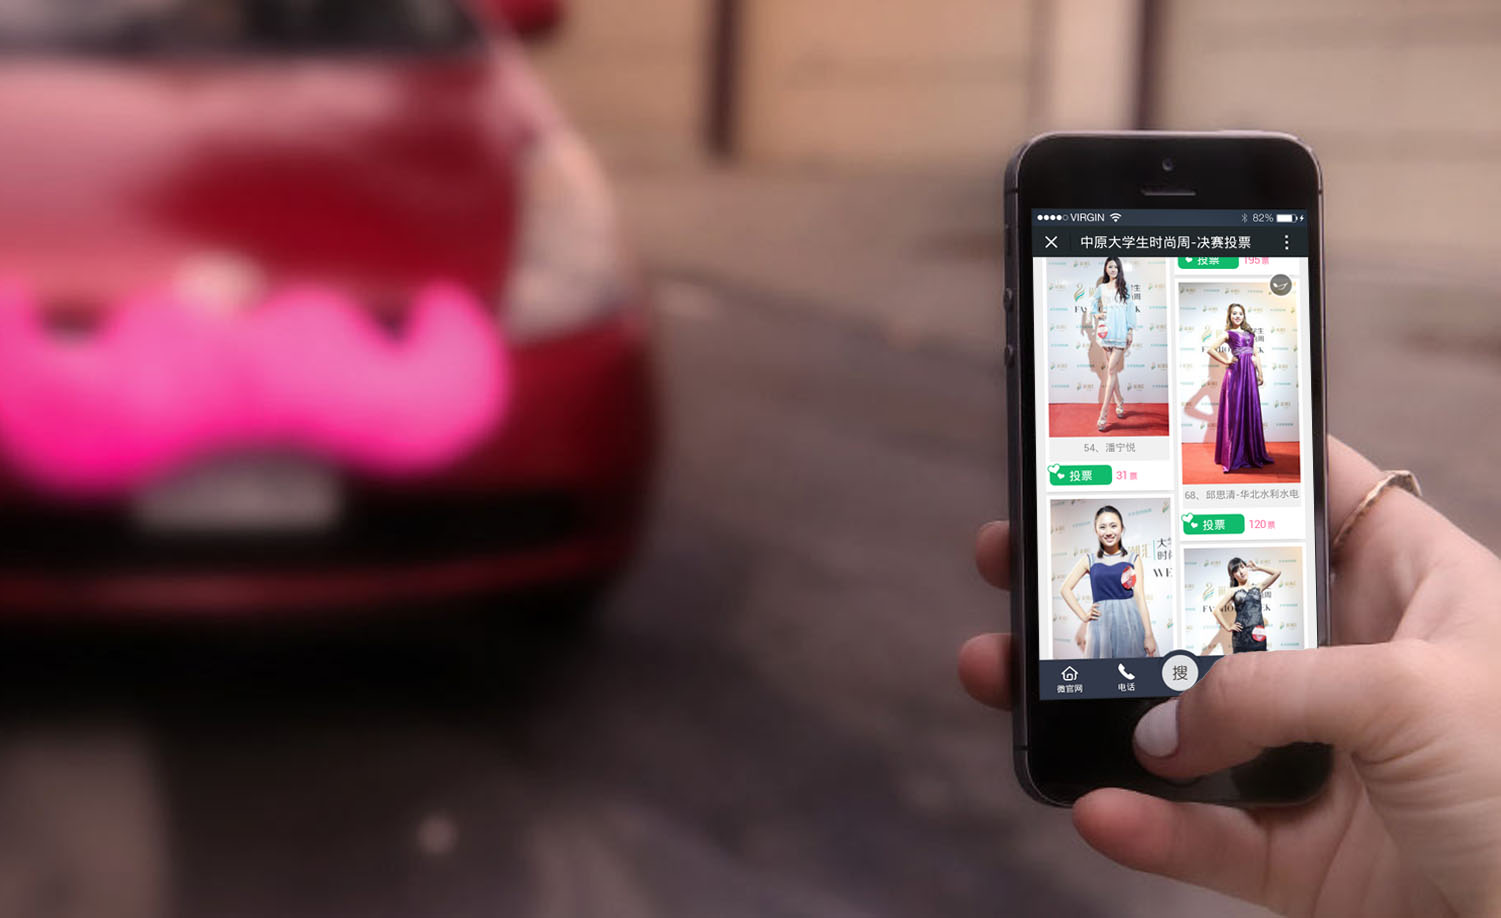 VIRGIN
82%
中原大学生时尚周-决赛投票
投票 195票
54、潘宁悦
投票 31票
68、邱思清-华北水利水电
投票 120票
微官网
电话
搜